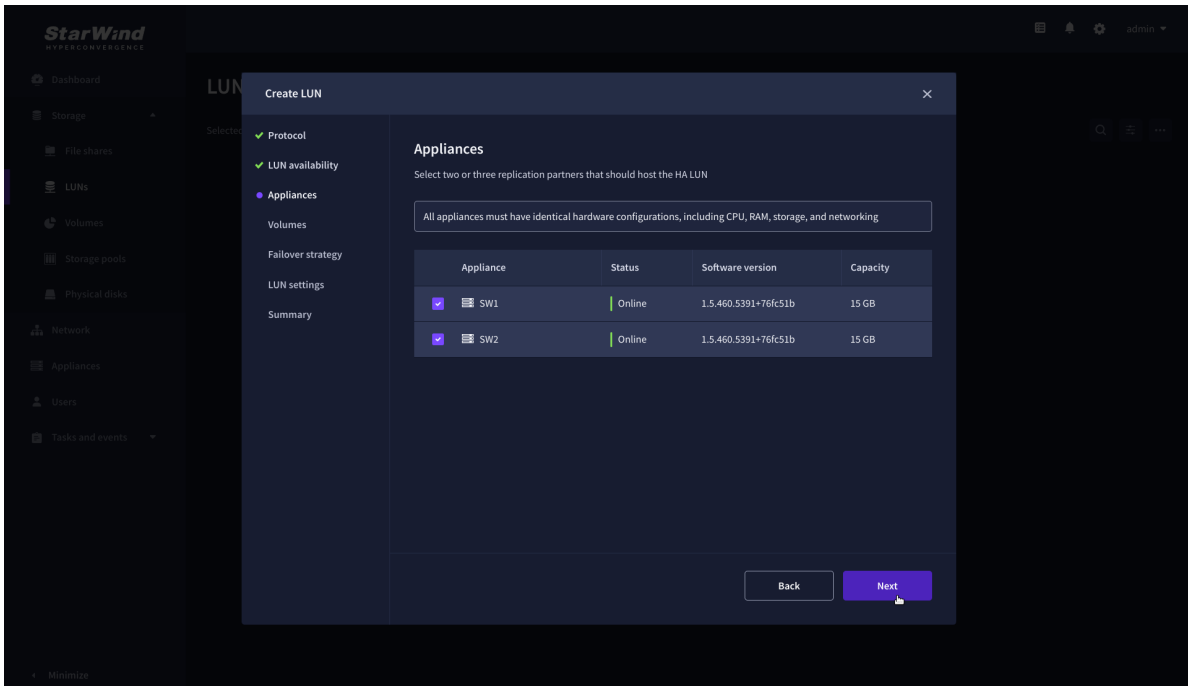 StarWind
HYPERCONVERGENCE
admin
Dashboard
Storage
File shares
LUNs
Volumes
Storage pools
Physical disks
Network
Appliances
Users
Tasks and events
Minimize
LUN
Selected
Create LUN
Protocol
LUN availability
Appliances
Volumes
Failover strategy
LUN settings
Summary
Appliances
Select two or three replication partners that should host the HA LUN
All appliances must have identical hardware configurations, including CPU, RAM, storage, and networking
Appliance Status Software version Capacity
SW1 Online 1.5.460.5391+76fc51b 15 GB
SW2 Online 1.5.460.5391+76fc51b 15 GB
Back Next